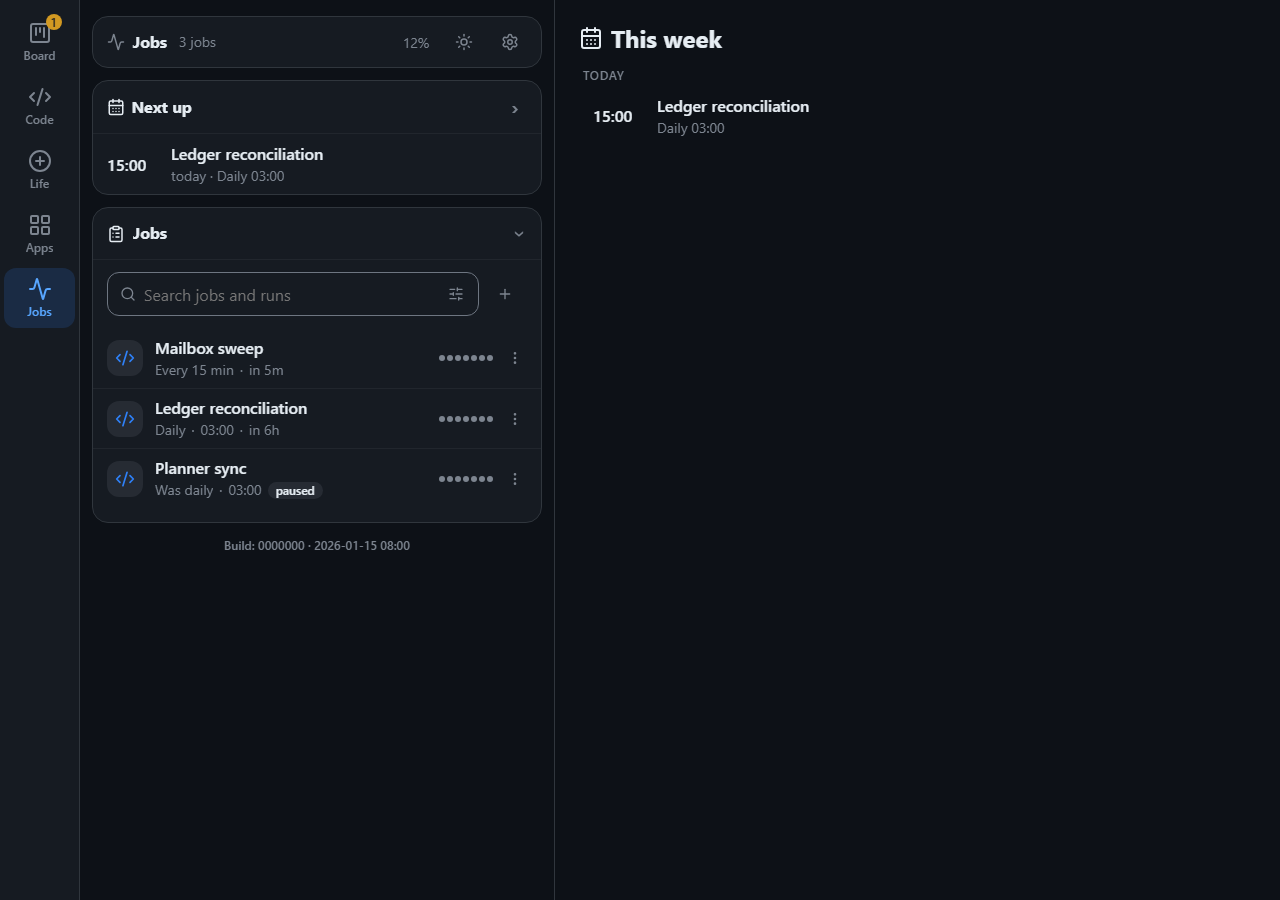 1
Board
Code
Life
Apps
Jobs
Jobs 3 jobs 12%
Next up
15:00 Ledger reconciliation
today · Daily 03:00
Jobs
Search jobs and runs
Mailbox sweep
Every 15 min · in 5m
Ledger reconciliation
Daily · 03:00 · in 6h
Planner sync
Was daily · 03:00 paused
Build: 0000000 · 2026-01-15 08:00
This week
TODAY
15:00 Ledger reconciliation
Daily 03:00